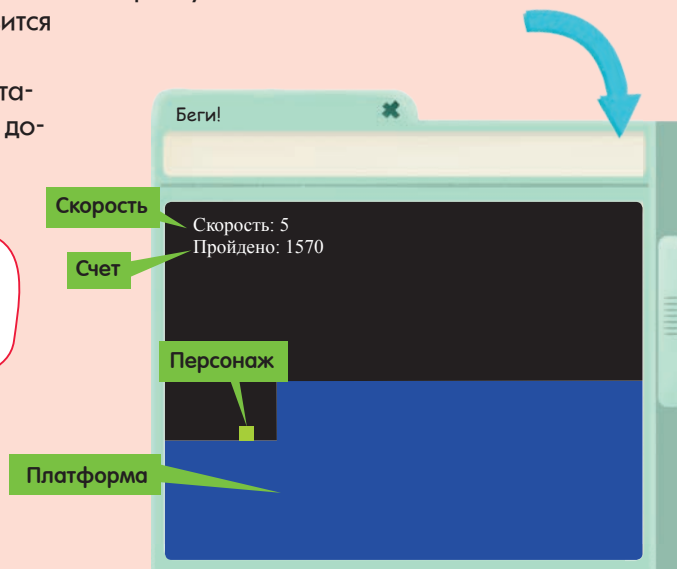 ится
та-
до-
Беги!
Скорость
Скорость: 5
Пройдено: 1570
Счет
Персонаж
Платформа